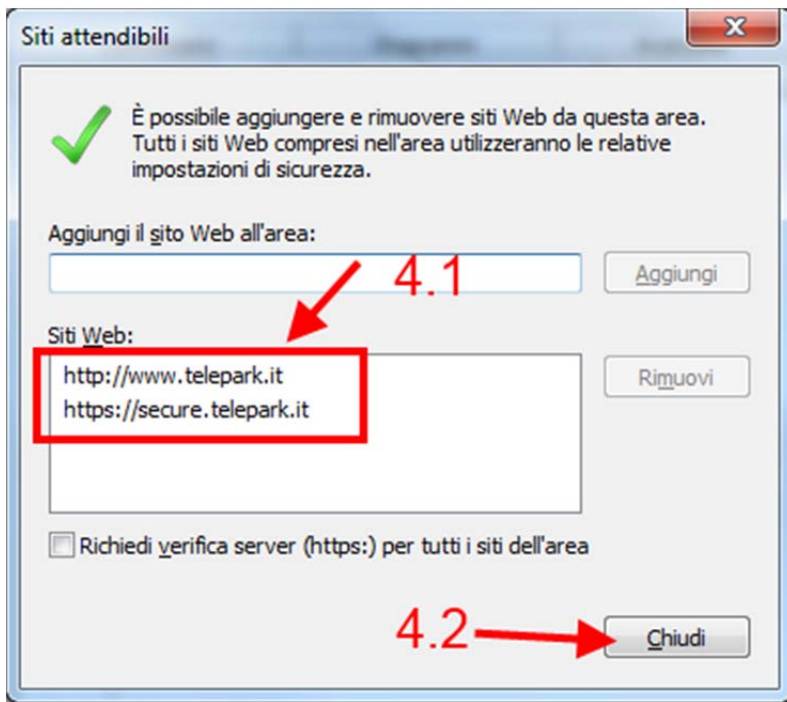 Siti attendibili
È possibile aggiungere e rimuovere siti Web da questa area.
Tutti i siti Web compresi nell'area utilizzeranno le relative
impostazioni di sicurezza.
Aggiungi il sito Web all'area:
4.1
Aggiungi
Siti Web:
http://www.telepark.it
Rimuovi
https://secure.telepark.it
Richiedi verifica server (https:) per tutti i siti dell'area
4.2
Chiudi